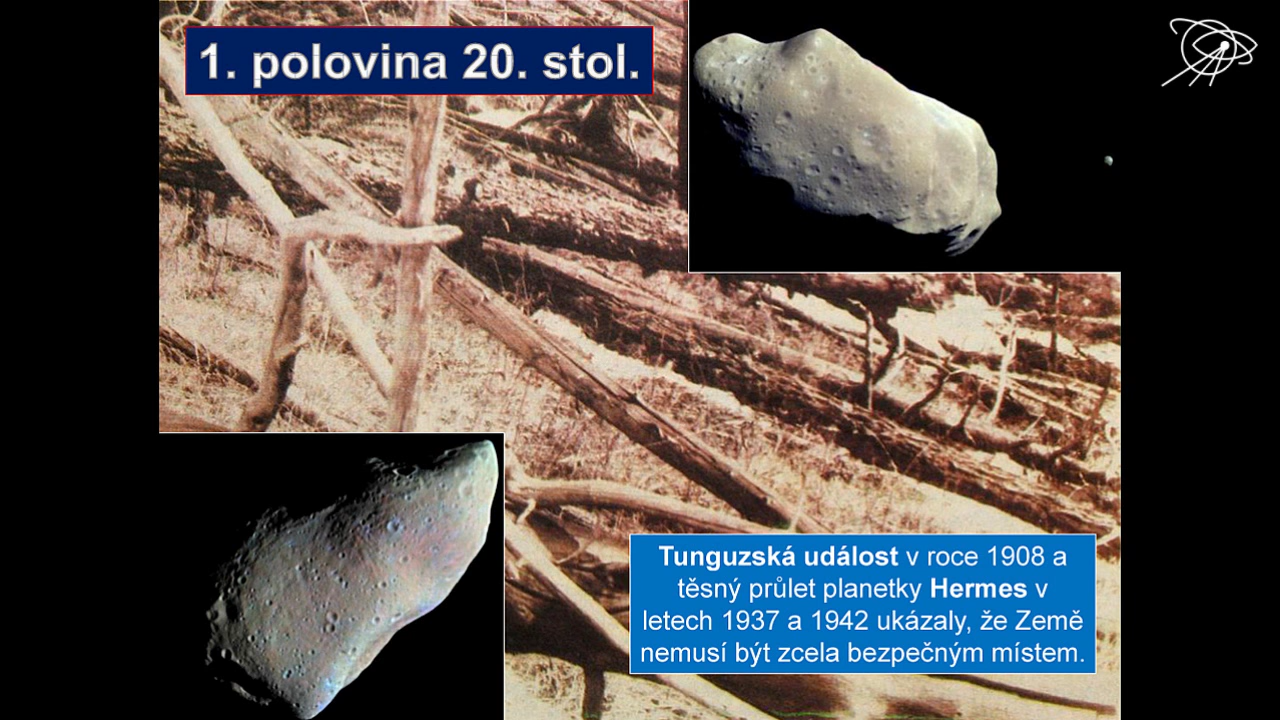 1. polovina 20. stol.
Tunguzská událost v roce 1908 a
těsný průlet planetky Hermes v
letech 1937 a 1942 ukázaly, že Země
nemusí být zcela bezpečným místem.